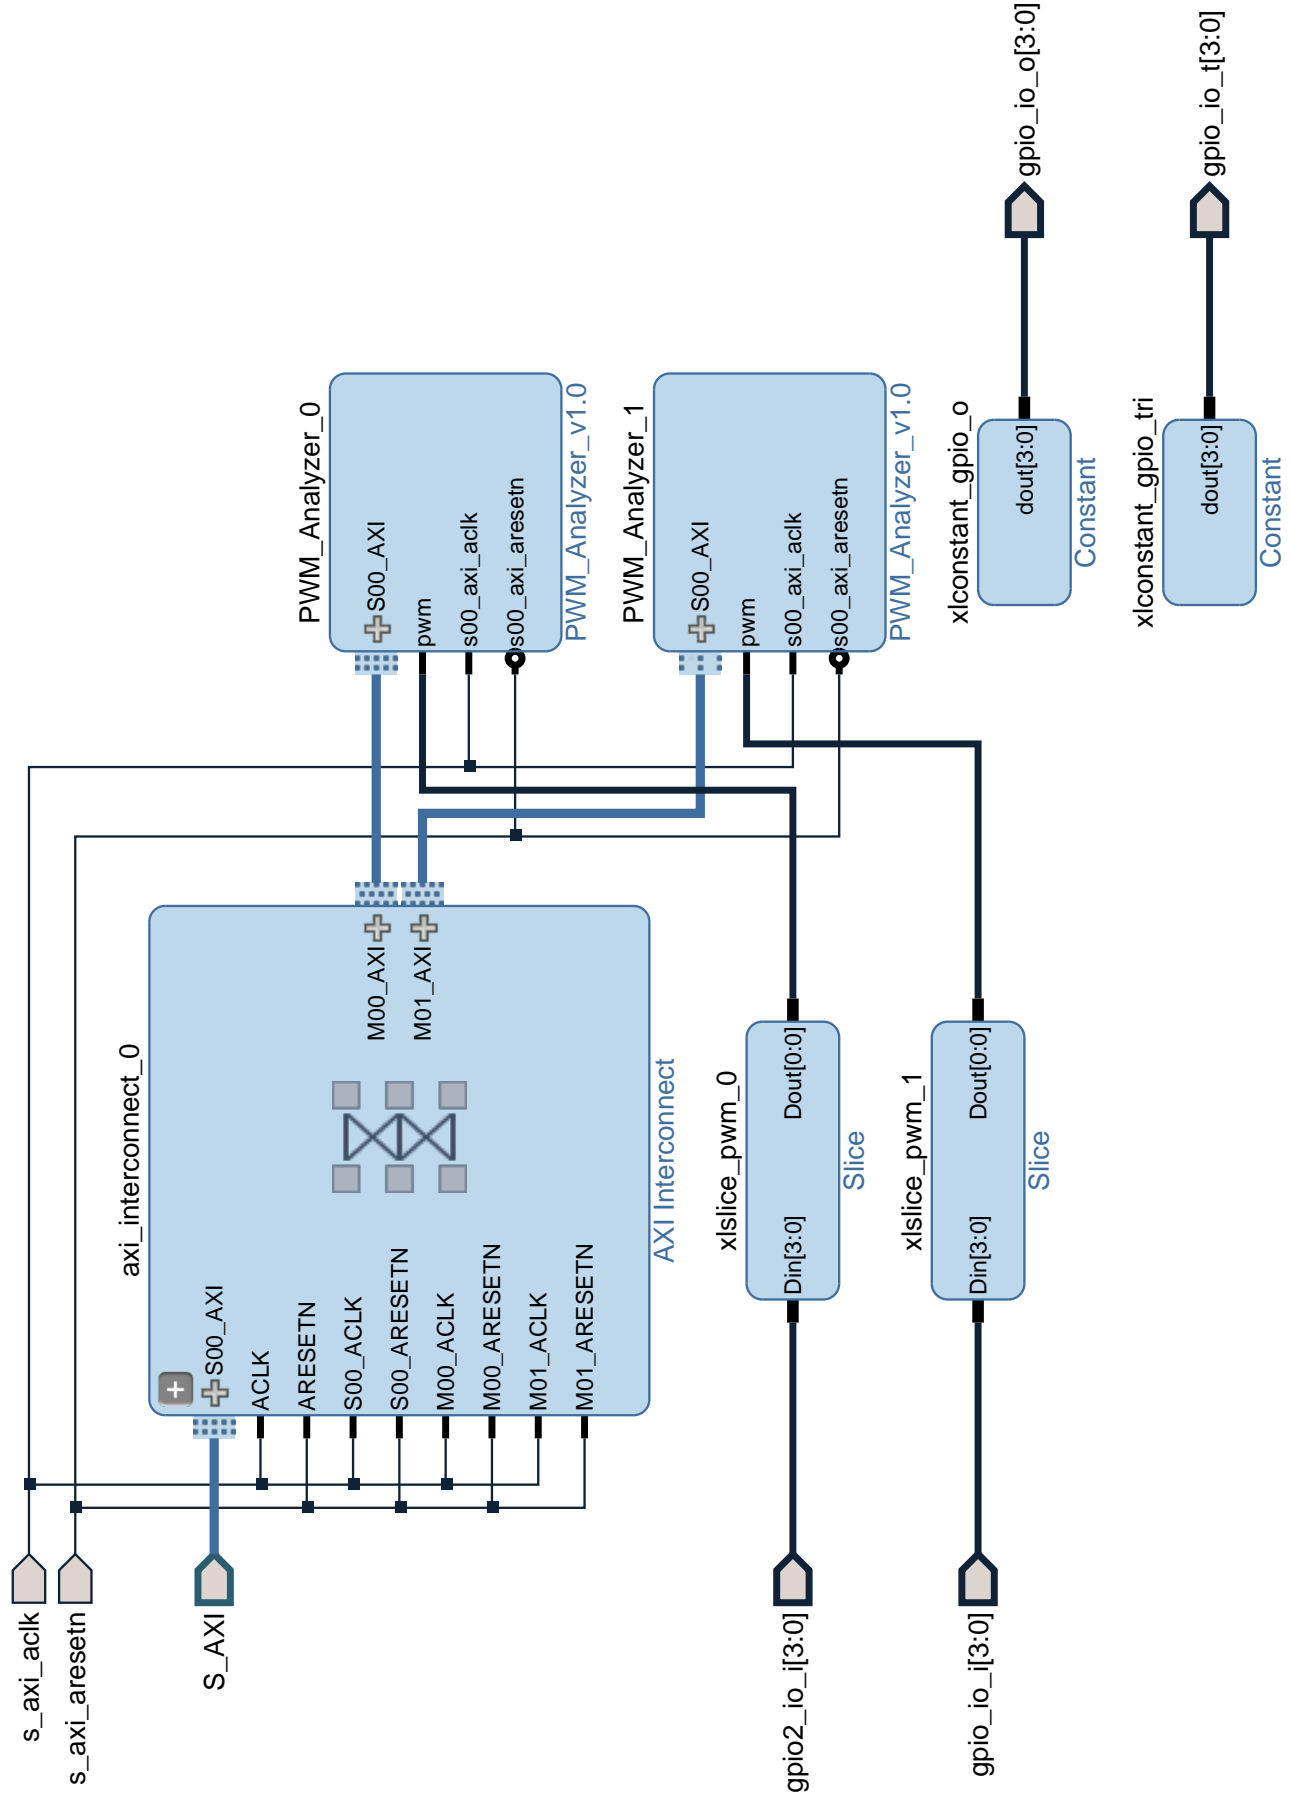 s_axi_aclk
s_axi_aresetn
S_AXI
axi_interconnect_0
S00_AXI
ACLK
ARESETN
S00_ACLK
S00_ARESETN
M00_ACLK
M00_ARESETN
M01_ACLK
M01_ARESETN
M00_AXI
M01_AXI
AXI Interconnect
PWM_Analyzer_0
S00_AXI
pwm
s00_axi_aclk
s00_axi_aresetn
PWM_Analyzer_v1.0
PWM_Analyzer_1
S00_AXI
pwm
s00_axi_aclk
s00_axi_aresetn
PWM_Analyzer_v1.0
gpio2_io_i[3:0]
xlslice_pwm_0
Din[3:0]
Dout[0:0]
Slice
gpio_io_i[3:0]
xlslice_pwm_1
Din[3:0]
Dout[0:0]
Slice
xlconstant_gpio_o
dout[3:0]
Constant
gpio_io_o[3:0]
xlconstant_gpio_tri
dout[3:0]
Constant
gpio_io_t[3:0]